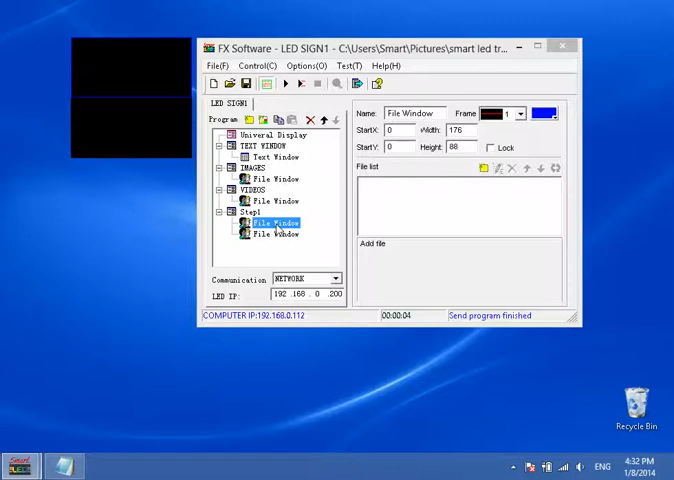 FX Software - LED SIGN1 - C:\Users\Smart\Pictures\smart led tr...
File(F) Control(C) Options(O) Test(T) Help(H)
LED SIGN1
Program
Univeral Display
TEXT WINDOW
Text Window
IMAGES
File Window
VIDEOS
File Window
Step1
File Window
File Window
Communication NETWORK
LED IP: 192 .168 . 0 .200
Name: File Window Frame 1
StartX: 0 Width: 176
StartY: 0 Height: 88 Lock
File list
Add file
COMPUTER IP:192.168.0.112 00:00:04 Send program finished
Recycle Bin
Smart
ENG
4:32 PM
1/8/2014